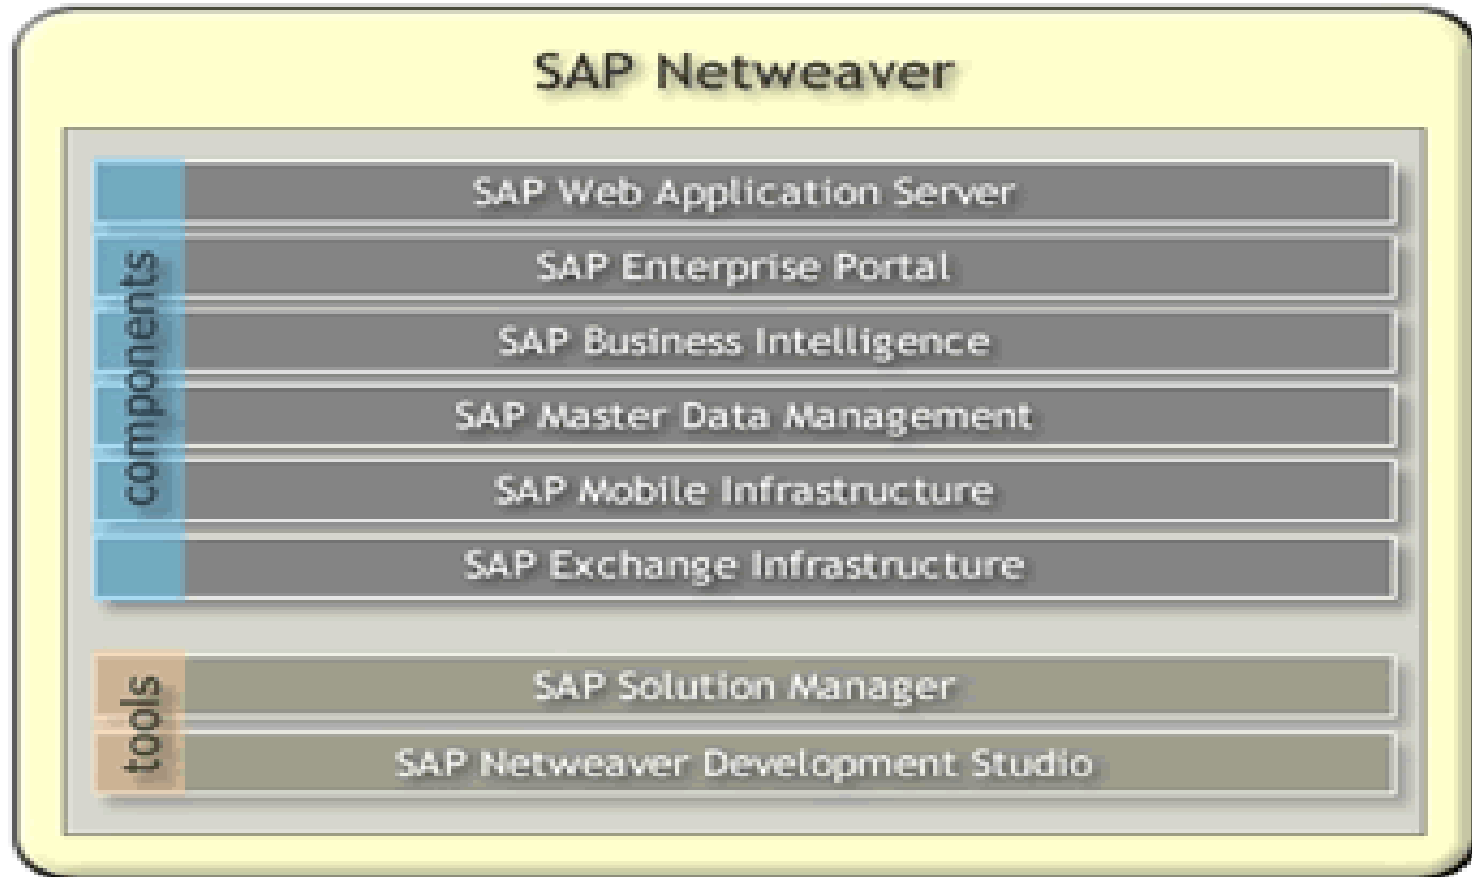 SAP Netweaver
components
SAP Web Application Server
SAP Enterprise Portal
SAP Business Intelligence
SAP Master Data Management
SAP Mobile Infrastructure
SAP Exchange Infrastructure
tools
SAP Solution Manager
SAP Netweaver Development Studio